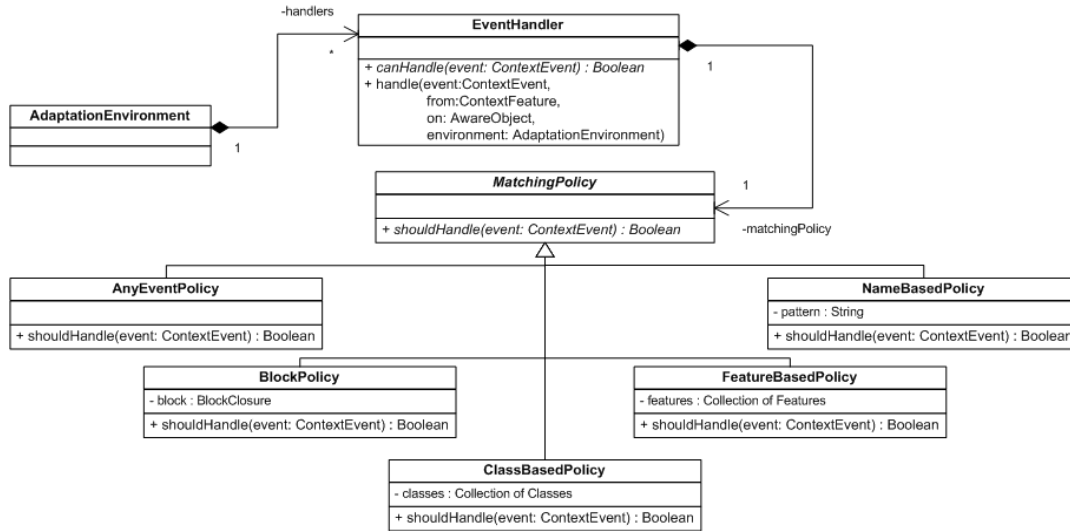 -handlers
*
EventHandler
+ canHandle(event: ContextEvent) : Boolean
+ handle(event:ContextEvent,
from:ContextFeature,
on: AwareObject,
environment: AdaptationEnvironment)
1
AdaptationEnvironment
1
MatchingPolicy
+ shouldHandle(event: ContextEvent) : Boolean
1
-matchingPolicy
AnyEventPolicy
+ shouldHandle(event: ContextEvent) : Boolean
NameBasedPolicy
- pattern : String
+ shouldHandle(event: ContextEvent) : Boolean
BlockPolicy
- block : BlockClosure
+ shouldHandle(event: ContextEvent) : Boolean
FeatureBasedPolicy
- features : Collection of Features
+ shouldHandle(event: ContextEvent) : Boolean
ClassBasedPolicy
- classes : Collection of Classes
+ shouldHandle(event: ContextEvent) : Boolean